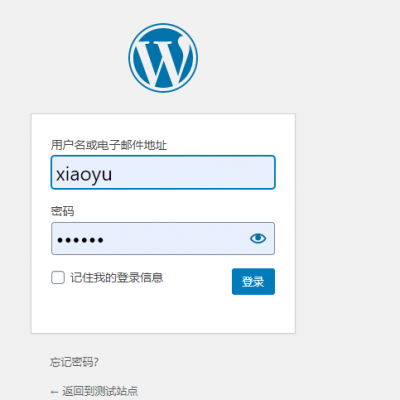 用户名或电子邮件地址
xiaoyu
密码
••••••
记住我的登录信息
登录
忘记密码?
← 返回到测试站点